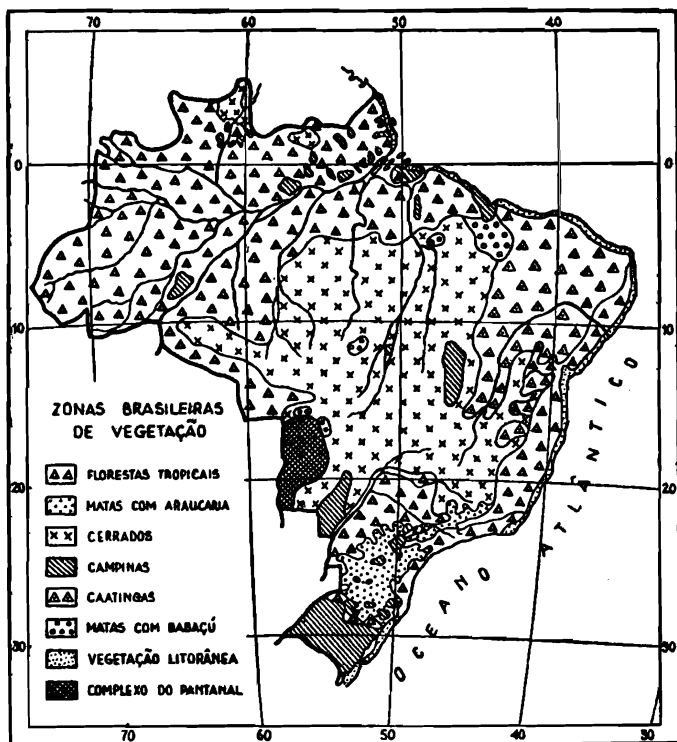 70 60 50 40
0 0
10 10
20 20
30 30
70 60 50 40 30
ZONAS BRASILEIRAS
DE VEGETAÇÃO
FLORESTAS TROPICAIS
MATAS COM ARAUCARIA
CERRADOS
CAMPINAS
CAATINGAS
MATAS COM BABAÇÚ
VEGETAÇÃO LITORÂNEA
COMPLEXO DO PANTANAL
OCEANO ATLÂNTICO